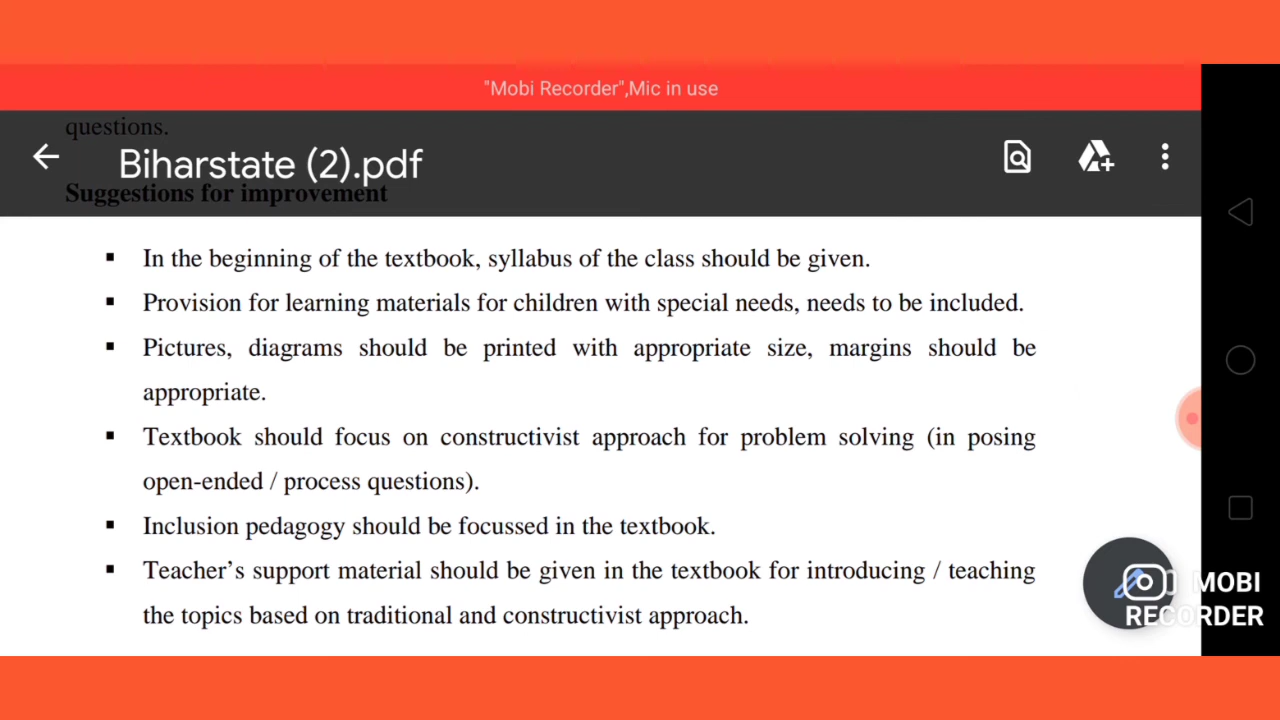 "Mobi Recorder",Mic in use
questions.
Biharstate (2).pdf
Suggestions for improvement
▪ In the beginning of the textbook, syllabus of the class should be given.
▪ Provision for learning materials for children with special needs, needs to be included.
▪ Pictures, diagrams should be printed with appropriate size, margins should be
appropriate.
▪ Textbook should focus on constructivist approach for problem solving (in posing
open-ended / process questions).
▪ Inclusion pedagogy should be focussed in the textbook.
▪ Teacher’s support material should be given in the textbook for introducing / teaching
the topics based on traditional and constructivist approach.
MOBI
RECORDER